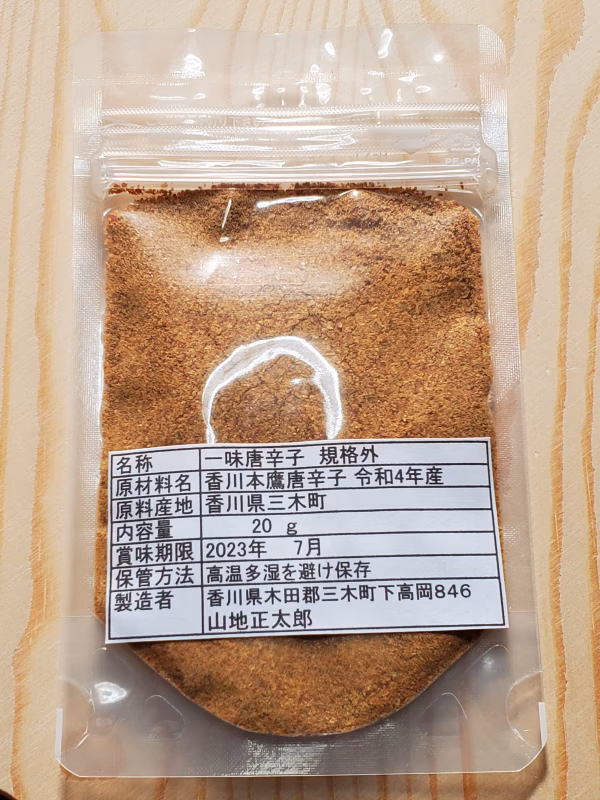 PE.PA
名称 一味唐辛子 規格外
原材料名 香川本鷹唐辛子 令和4年産
原料産地 香川県三木町
内容量 20 g
賞味期限 2023年 7月
保管方法 高温多湿を避け保存
製造者 香川県木田郡三木町下高岡846
山地正太郎